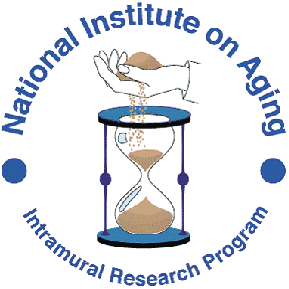 National Institute on Aging
Intramural Research Program